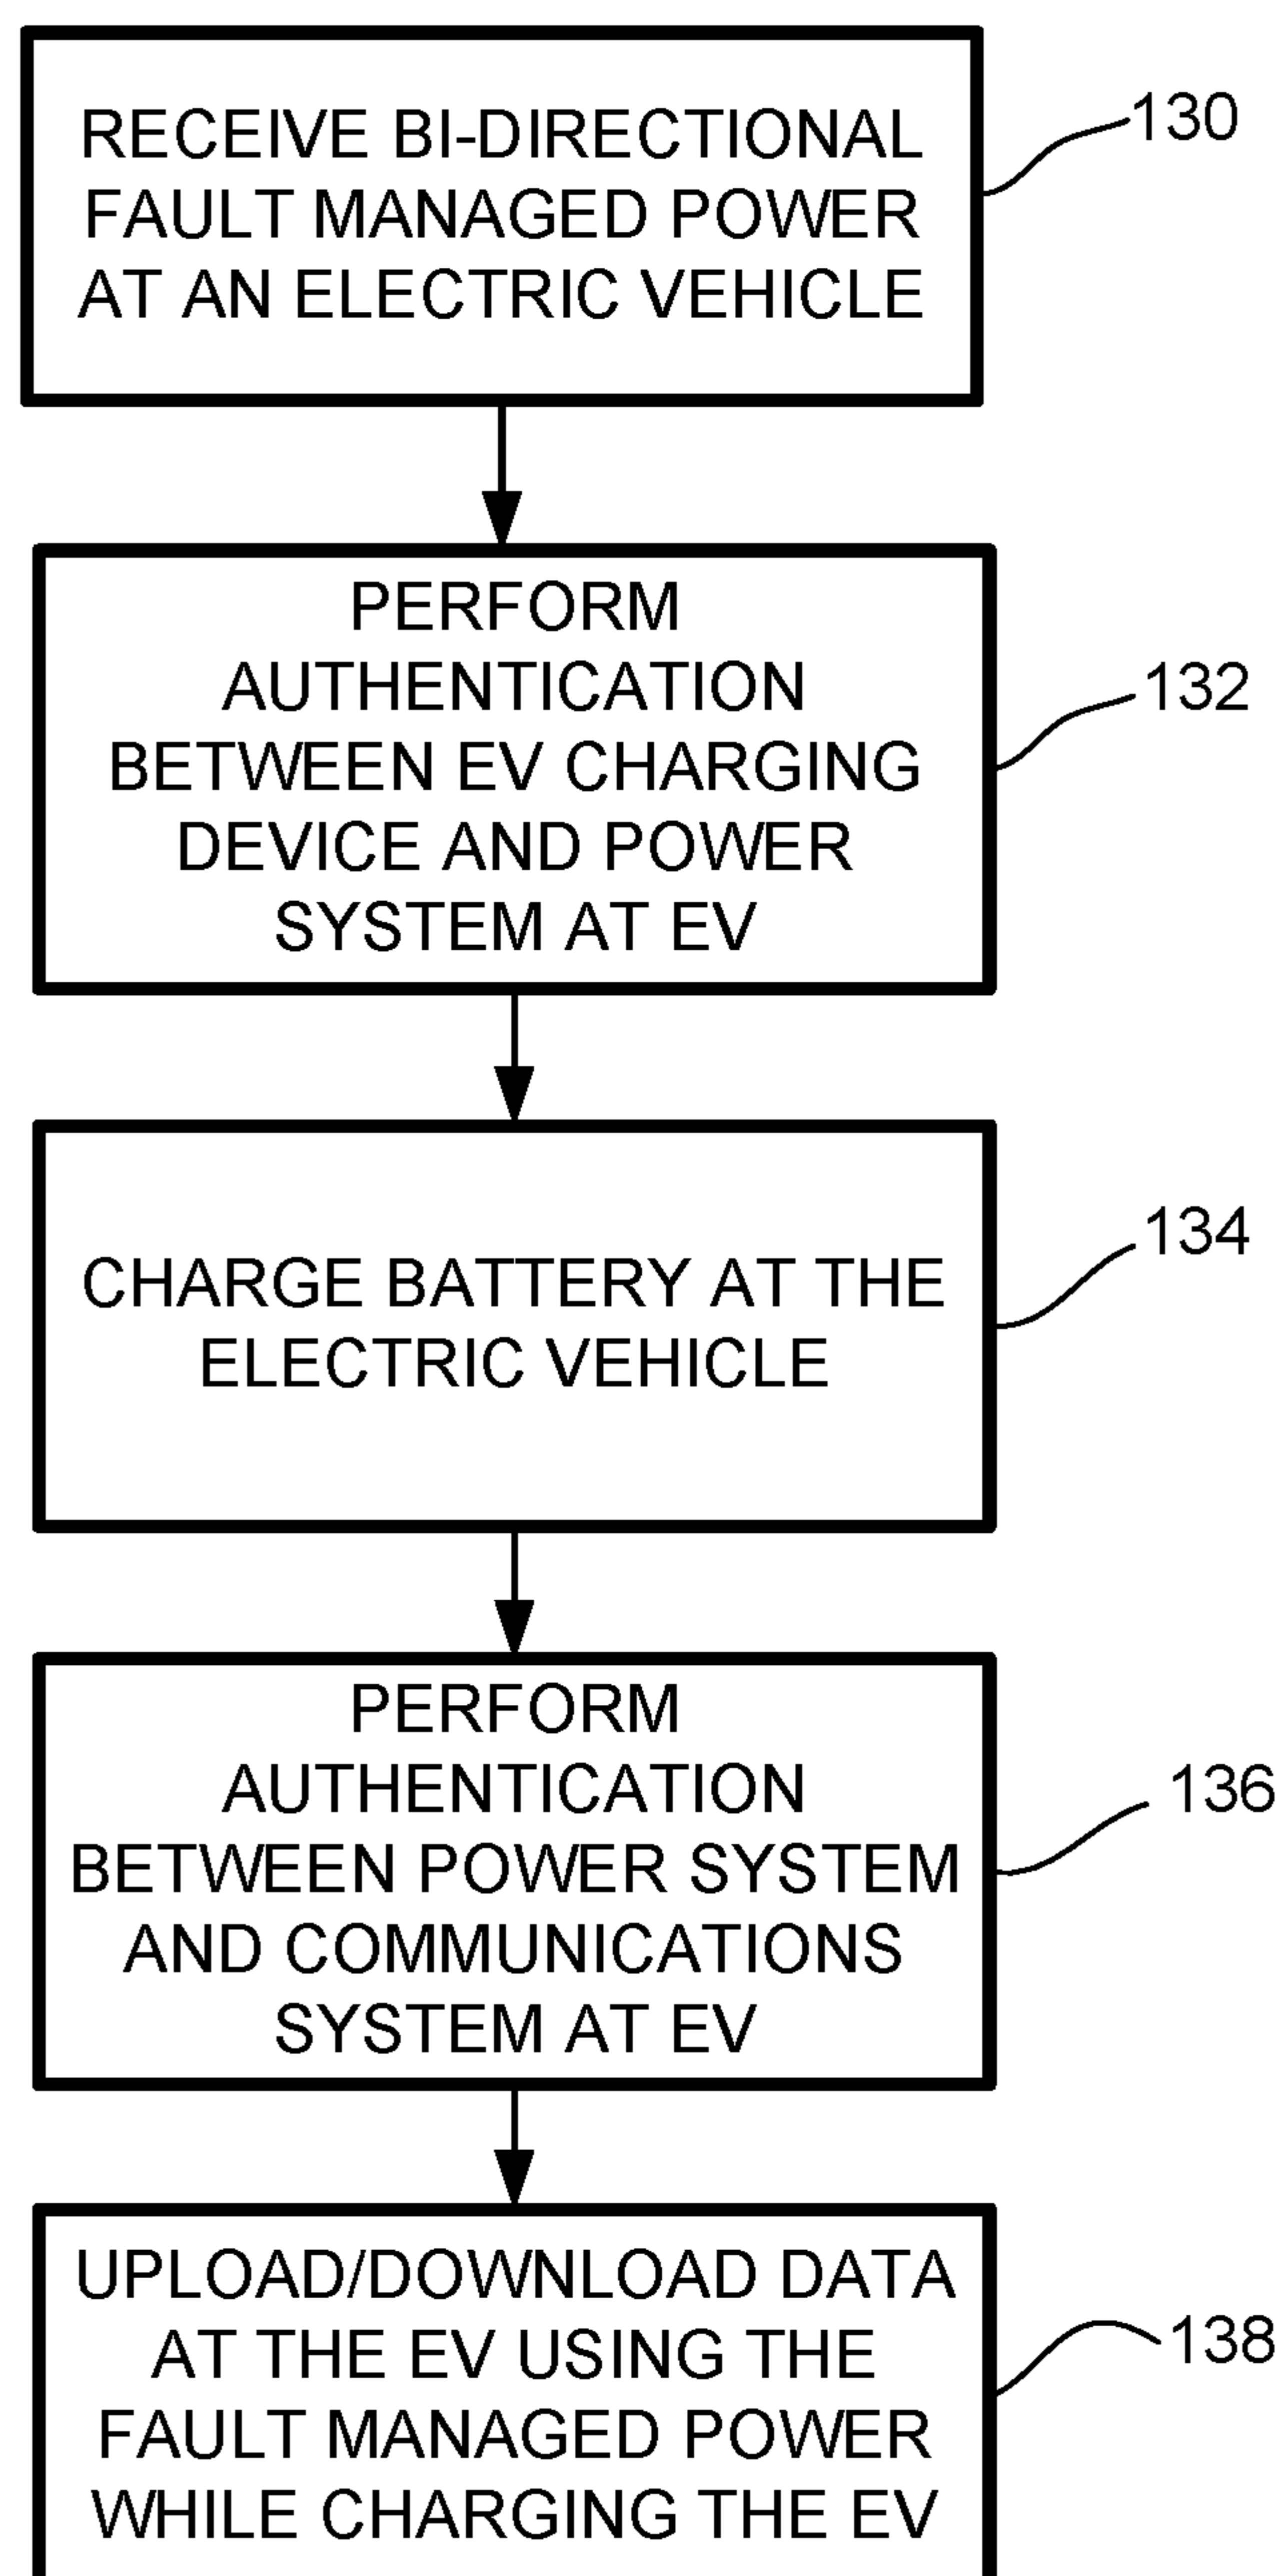 RECEIVE BI-DIRECTIONAL
FAULT MANAGED POWER
AT AN ELECTRIC VEHICLE
130
PERFORM
AUTHENTICATION
BETWEEN EV CHARGING
DEVICE AND POWER
SYSTEM AT EV
132
CHARGE BATTERY AT THE
ELECTRIC VEHICLE
134
PERFORM
AUTHENTICATION
BETWEEN POWER SYSTEM
AND COMMUNICATIONS
SYSTEM AT EV
136
UPLOAD/DOWNLOAD DATA
AT THE EV USING THE
FAULT MANAGED POWER
WHILE CHARGING THE EV
138